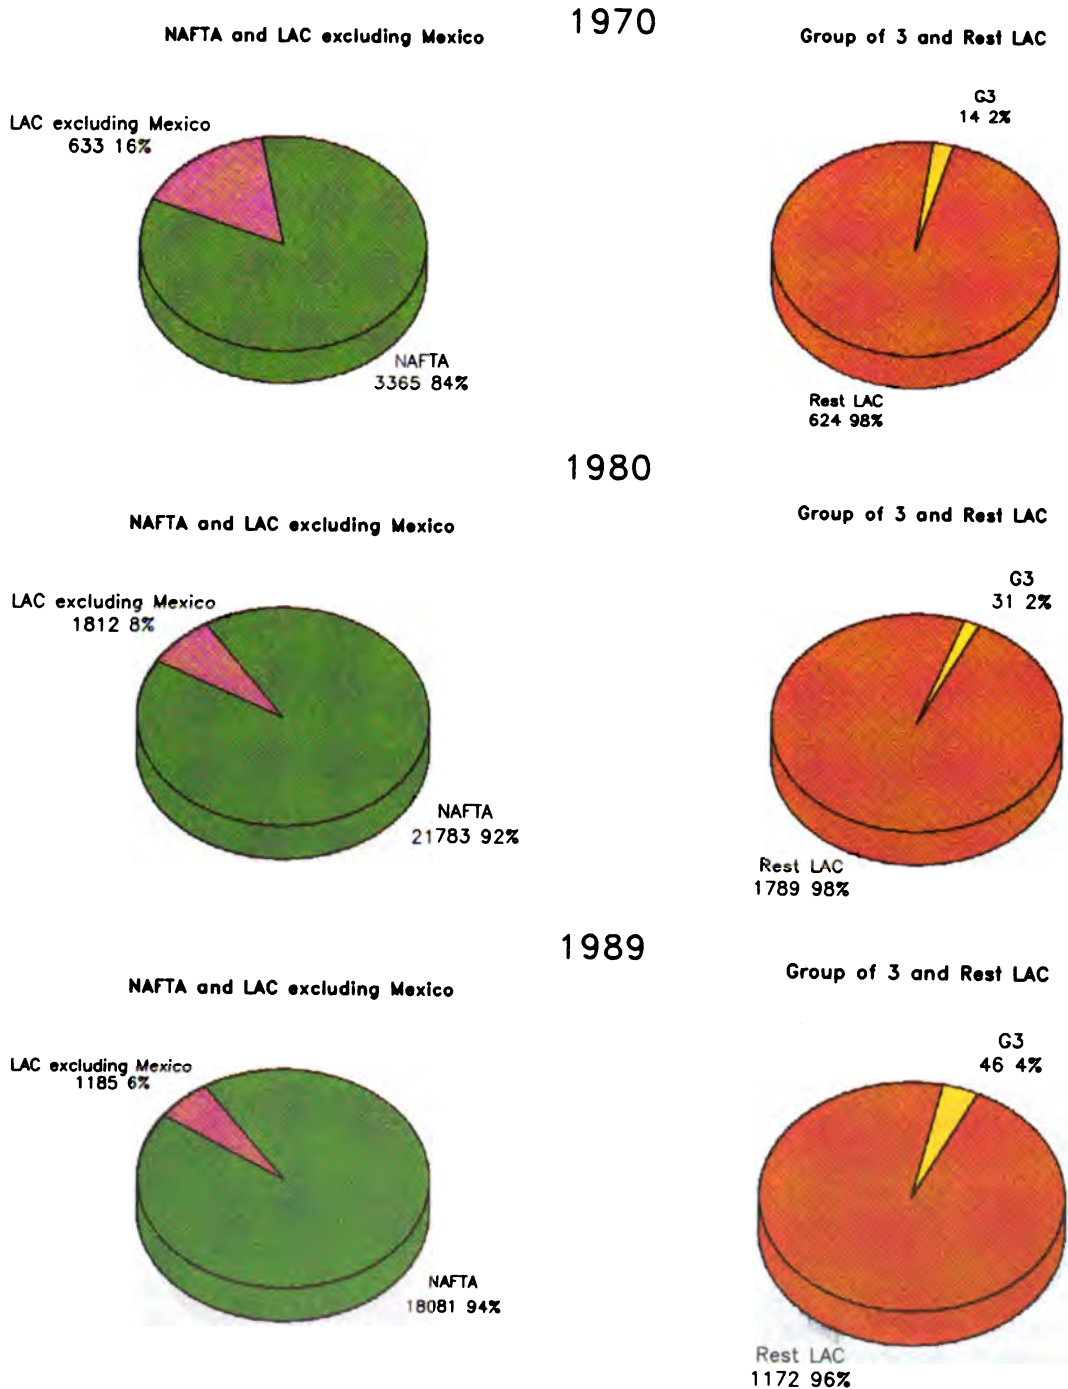 1970
NAFTA and LAC excluding Mexico
LAC excluding Mexico
633 16%
NAFTA
3365 84%
Group of 3 and Rest LAC
G3
14 2%
Rest LAC
624 98%
1980
NAFTA and LAC excluding Mexico
LAC excluding Mexico
1812 8%
NAFTA
21783 92%
Group of 3 and Rest LAC
G3
31 2%
Rest LAC
1789 98%
1989
NAFTA and LAC excluding Mexico
LAC excluding Mexico
1185 6%
NAFTA
18081 94%
Group of 3 and Rest LAC
G3
46 4%
Rest LAC
1172 96%